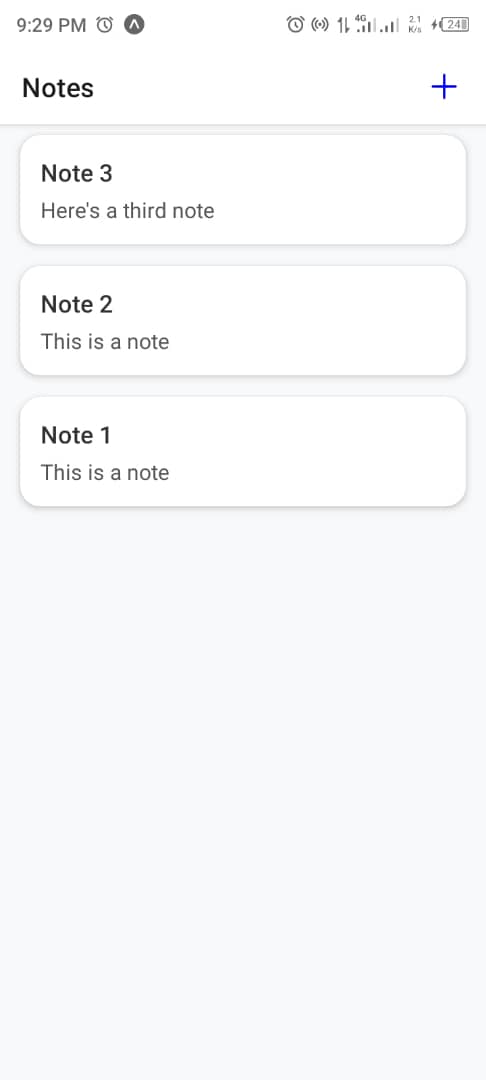 9:29 PM
4G
2.1
K/s
24
Notes
Note 3
Here's a third note
Note 2
This is a note
Note 1
This is a note